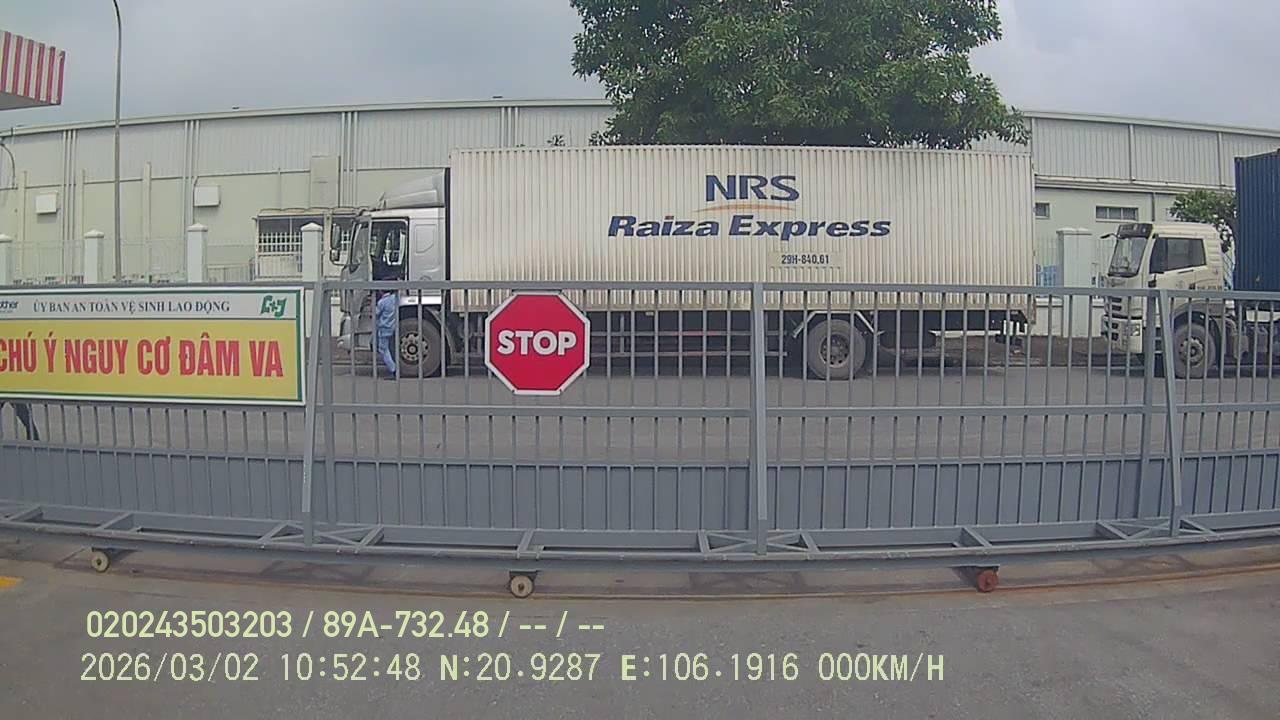 NRS
Raiza Express
29H-840.61
ỦY BAN AN TOÀN VỆ SINH LAO ĐỘNG
CHÚ Ý NGUY CƠ ĐÂM VA
STOP
020243503203 / 89A-732.48 / -- / --
2026/03/02 10:52:48 N:20.9287 E:106.1916 000KM/H